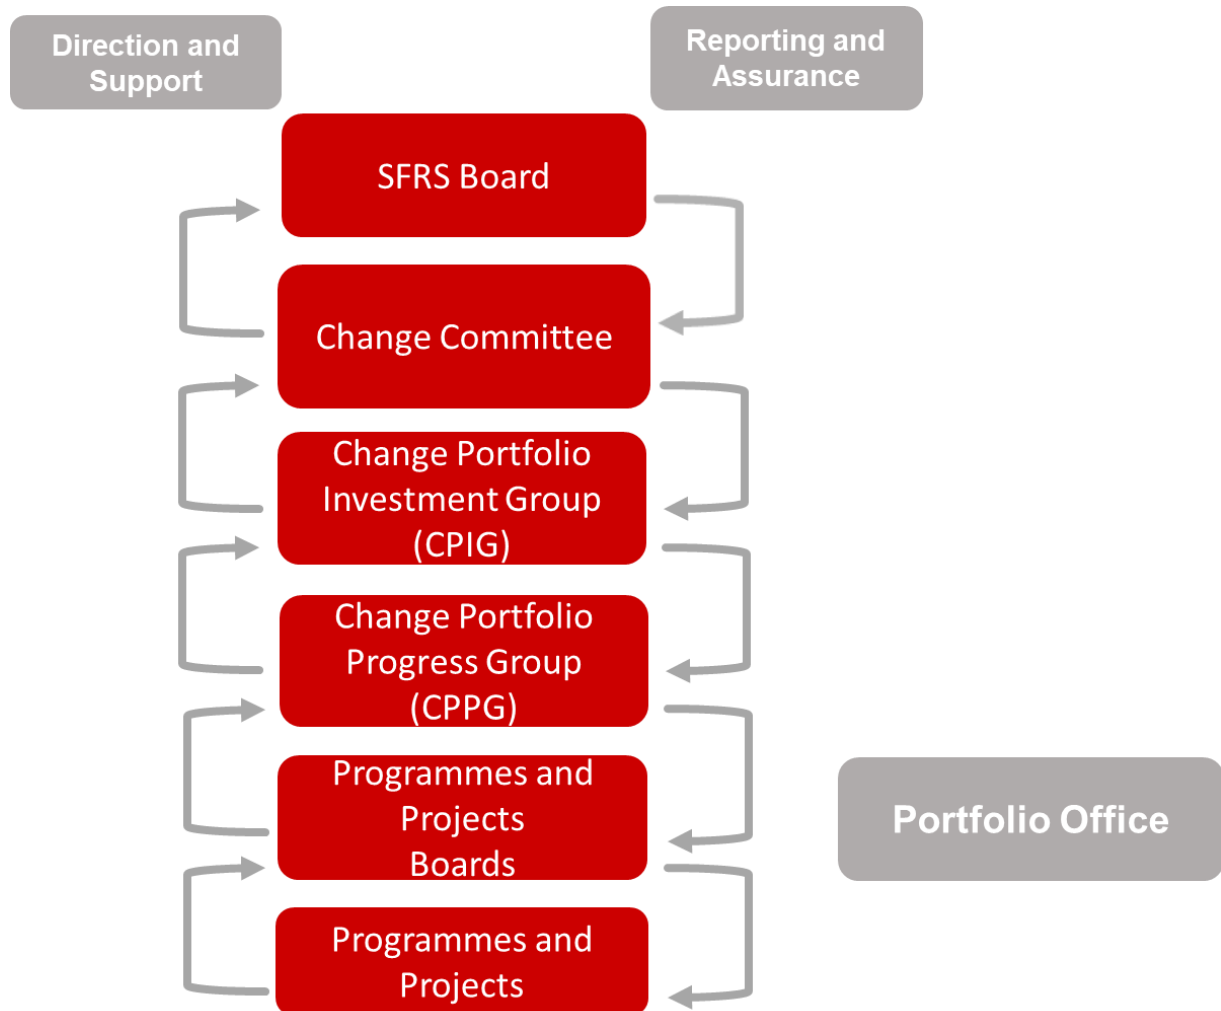 Direction and
Support
Reporting and
Assurance
SFRS Board
Change Committee
Change Portfolio
Investment Group
(CPIG)
Change Portfolio
Progress Group
(CPPG)
Programmes and
Projects
Boards
Portfolio Office
Programmes and
Projects